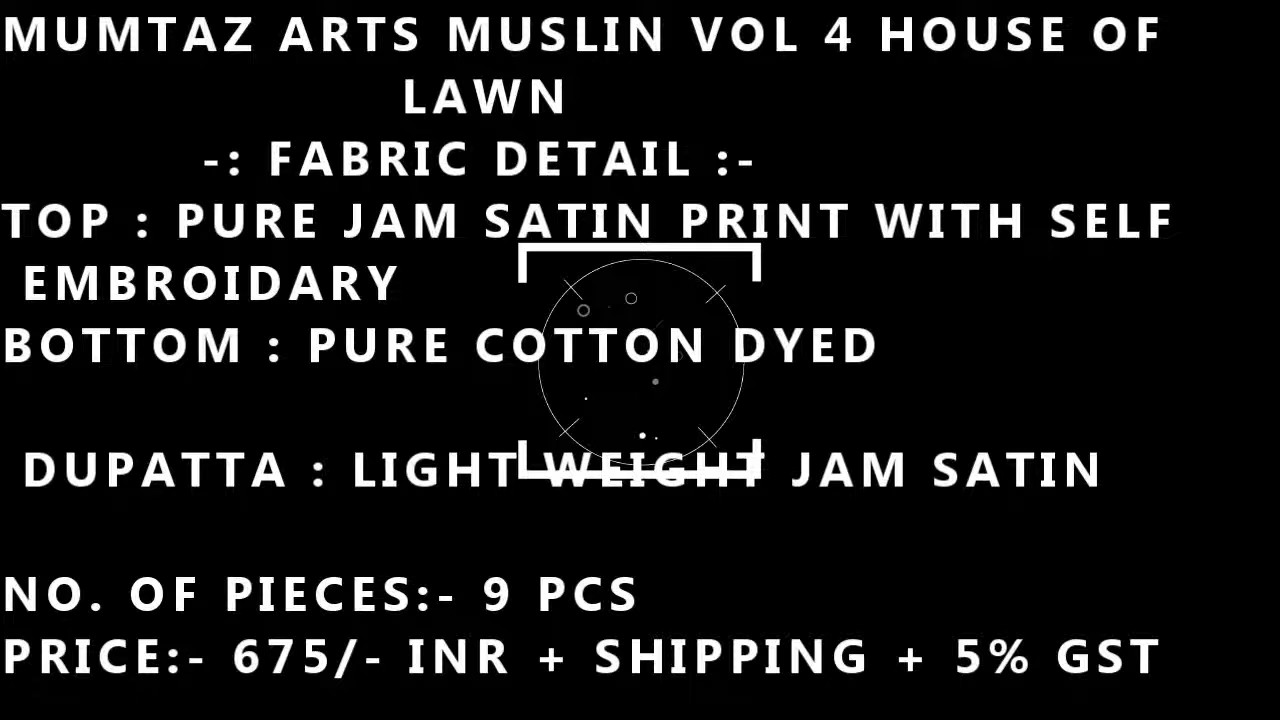 MUMTAZ ARTS MUSLIN VOL 4 HOUSE OF
LAWN
-: FABRIC DETAIL :-
TOP : PURE JAM SATIN PRINT WITH SELF
EMBROIDARY
BOTTOM : PURE COTTON DYED
DUPATTA : LIGHT WEIGHT JAM SATIN
NO. OF PIECES:- 9 PCS
PRICE:- 675/- INR + SHIPPING + 5% GST